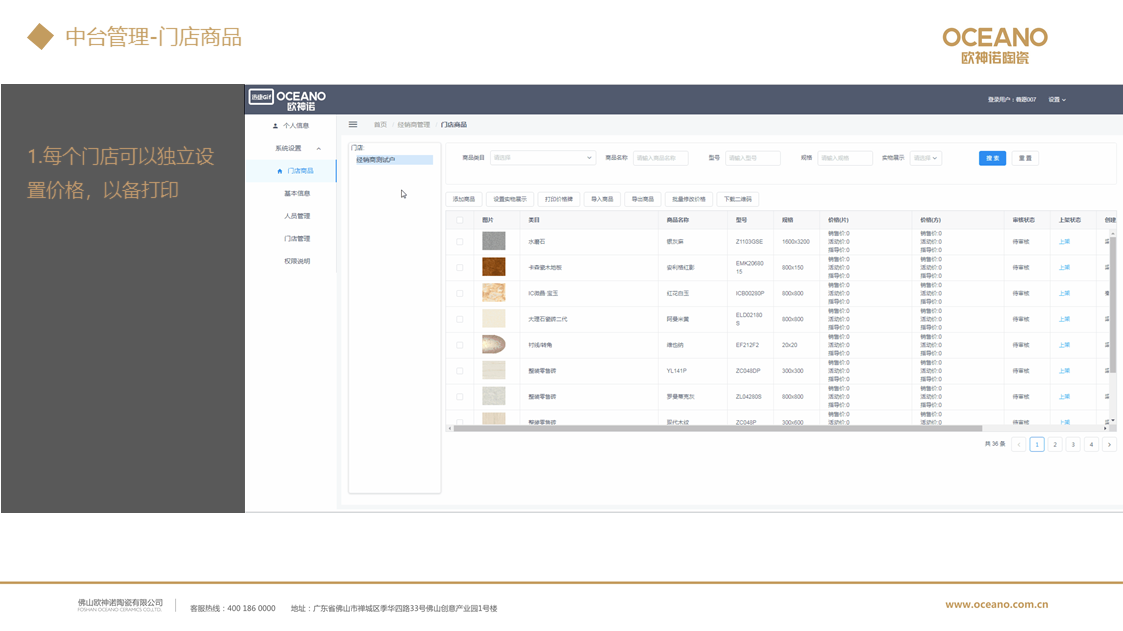 中台管理-门店商品
OCEANO
欧神诺陶瓷
1.每个门店可以独立设
置价格，以备打印
迅捷GIF OCEANO
欧神诺
设置
个人信息
系统设置
门店商品
基本信息
人员管理
门店管理
权限说明
首页 / 经销商管理 / 门店商品
门店
经销商测试户
商品类目 请选择 商品名称 请输入商品名称 型号 请输入型号 规格 请输入规格 实地展示 请选择 搜索 重置
添加商品 设置实地展示 打印价格牌 导入商品 导出商品 批量修改价格 下载二维码
图片 类目 商品名称 型号 规格 价格(片) 价格(方) 审核状态 上架状态 创建
水磨石 银灰麻 Z1103GSE 1600x3200 销售价:0 活动价:0 指导价:0 销售价:0 活动价:0 指导价:0 待审核 上架
卡森瓷木地板 安利格红影 EMK2068015 800x150 销售价:0 活动价:0 指导价:0 销售价:0 活动价:0 指导价:0 待审核 上架
IC微晶·宝玉 红花白玉 ICB00280P 800x800 销售价:0 活动价:0 指导价:0 销售价:0 活动价:0 指导价:0 待审核 上架
大理石瓷砖二代 阿曼米黄 ELD02180S 800x800 销售价:0 活动价:0 指导价:0 销售价:0 活动价:0 指导价:0 待审核 上架
衬线/转角 维也纳 EF212F2 20x20 销售价:0 活动价:0 指导价:0 销售价:0 活动价:0 指导价:0 待审核 上架
整装零售砖 YL141P ZC048DP 300x300 销售价:0 活动价:0 指导价:0 销售价:0 活动价:0 指导价:0 待审核 上架
整装零售砖 罗曼蒂克灰 ZL04280S 800x800 销售价:0 活动价:0 指导价:0 销售价:0 活动价:0 指导价:0 待审核 上架
整装零售砖 现代木纹 ZC048P 300x600 销售价:0 活动价:0 指导价:0 销售价:0 活动价:0 指导价:0 待审核 上架
共 36 条 1 2 3 4
佛山欧神诺陶瓷有限公司
FOSHAN OCEANO CERAMICS CO.,LTD.
客服热线：400 186 0000 地址：广东省佛山市禅城区季华四路33号佛山创意产业园1号楼
www.oceano.com.cn